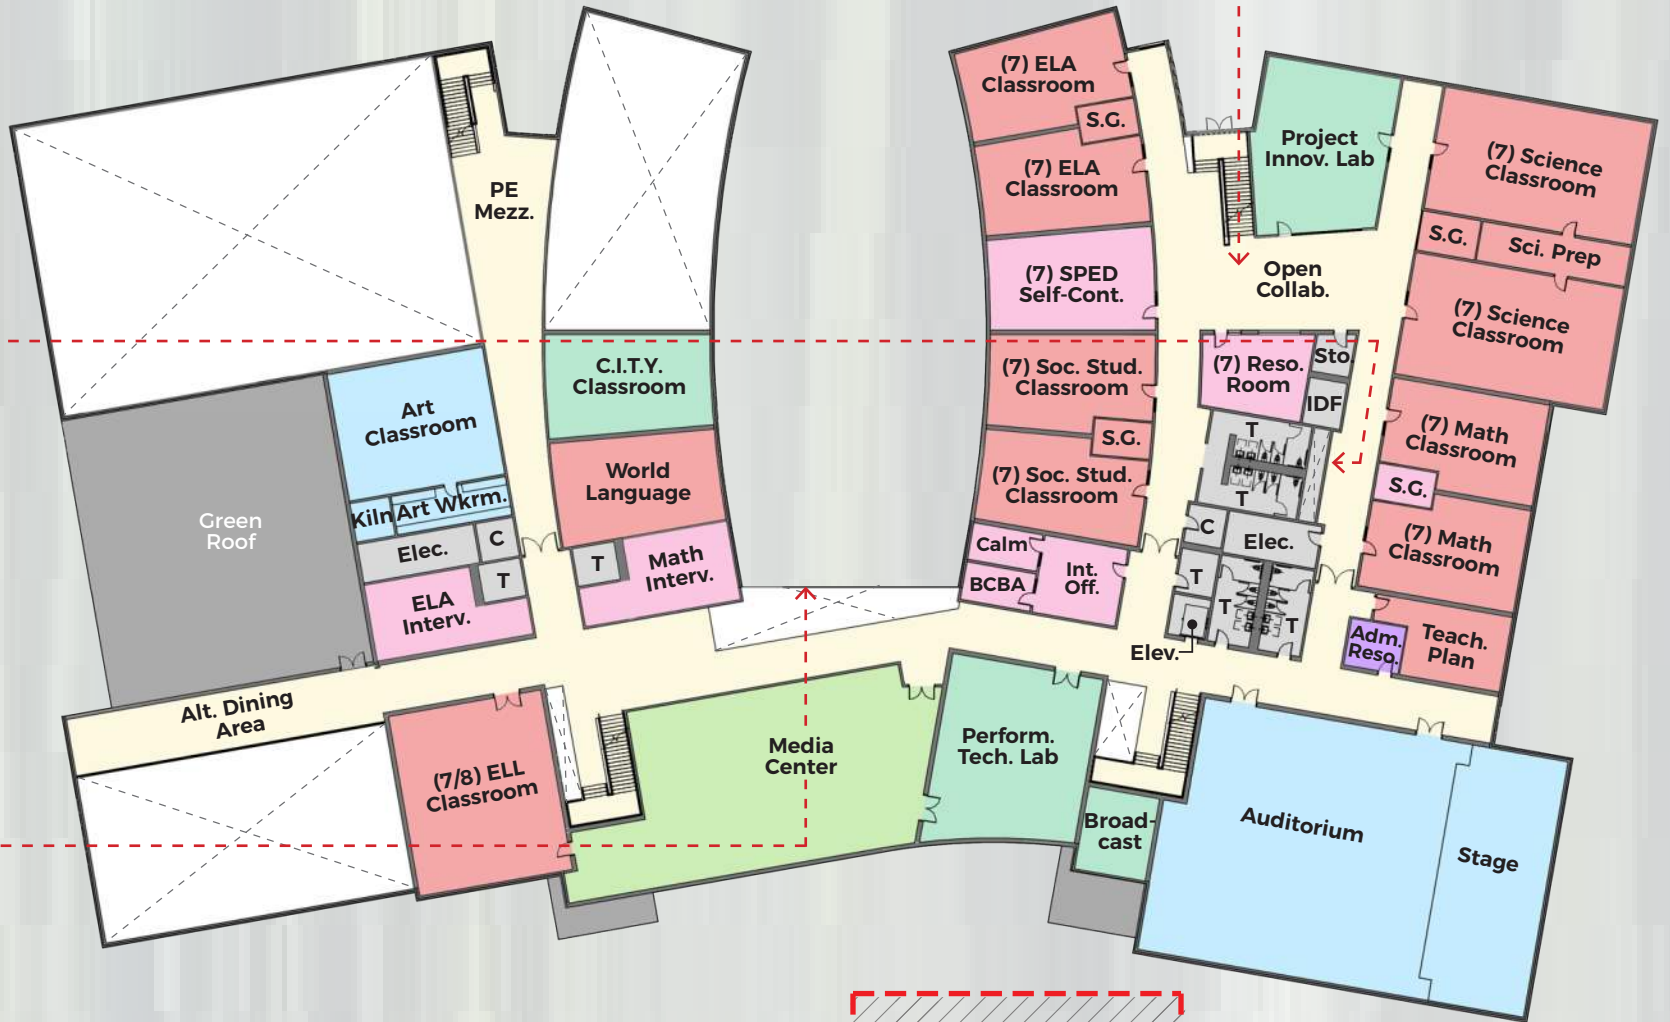 PE
Mezz.
Art
Classroom
Kiln
Art Wkrm.
Elec.
C
T
ELA
Interv.
Green
Roof
Alt. Dining
Area
C.I.T.Y.
Classroom
World
Language
T
Math
Interv.
(7/8) ELL
Classroom
Media
Center
Perform.
Tech. Lab
Broad-
cast
Auditorium
Stage
(7) ELA
Classroom
S.G.
(7) ELA
Classroom
(7) SPED
Self-Cont.
(7) Soc. Stud.
Classroom
S.G.
(7) Soc. Stud.
Classroom
Calm
BCBA
Int.
Off.
Project
Innov. Lab
Open
Collab.
(7) Reso.
Room
Sto.
IDF
T
T
C
Elec.
T
T
T
Elev.
(7) Science
Classroom
S.G.
Sci. Prep
(7) Science
Classroom
(7) Math
Classroom
S.G.
(7) Math
Classroom
Adm.
Reso.
Teach.
Plan